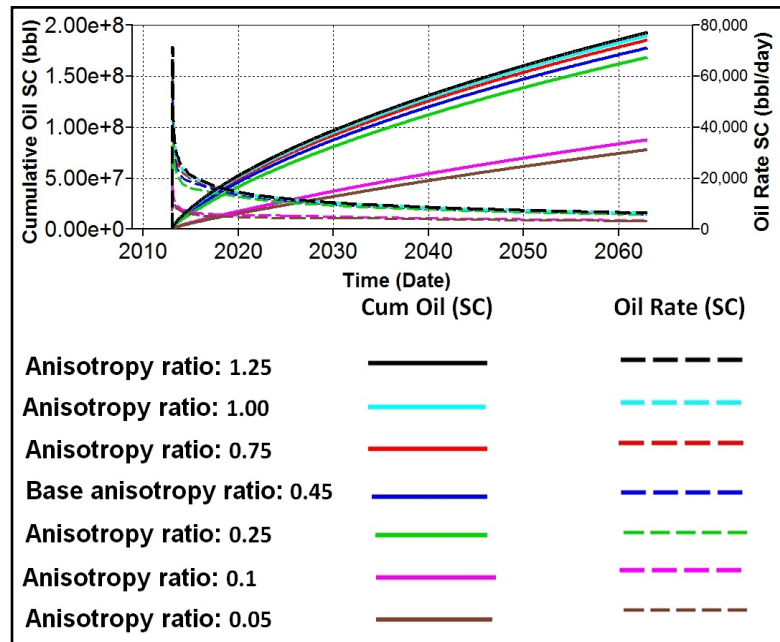 Cumulative Oil SC (bbl)
2.00e+8
1.50e+8
1.00e+8
5.00e+7
0.00e+0
80,000
60,000
40,000
20,000
0
Oil Rate SC (bbl/day)
2010 2020 2030 2040 2050 2060
Time (Date)
Cum Oil (SC) Oil Rate (SC)
Anisotropy ratio: 1.25
Anisotropy ratio: 1.00
Anisotropy ratio: 0.75
Base anisotropy ratio: 0.45
Anisotropy ratio: 0.25
Anisotropy ratio: 0.1
Anisotropy ratio: 0.05